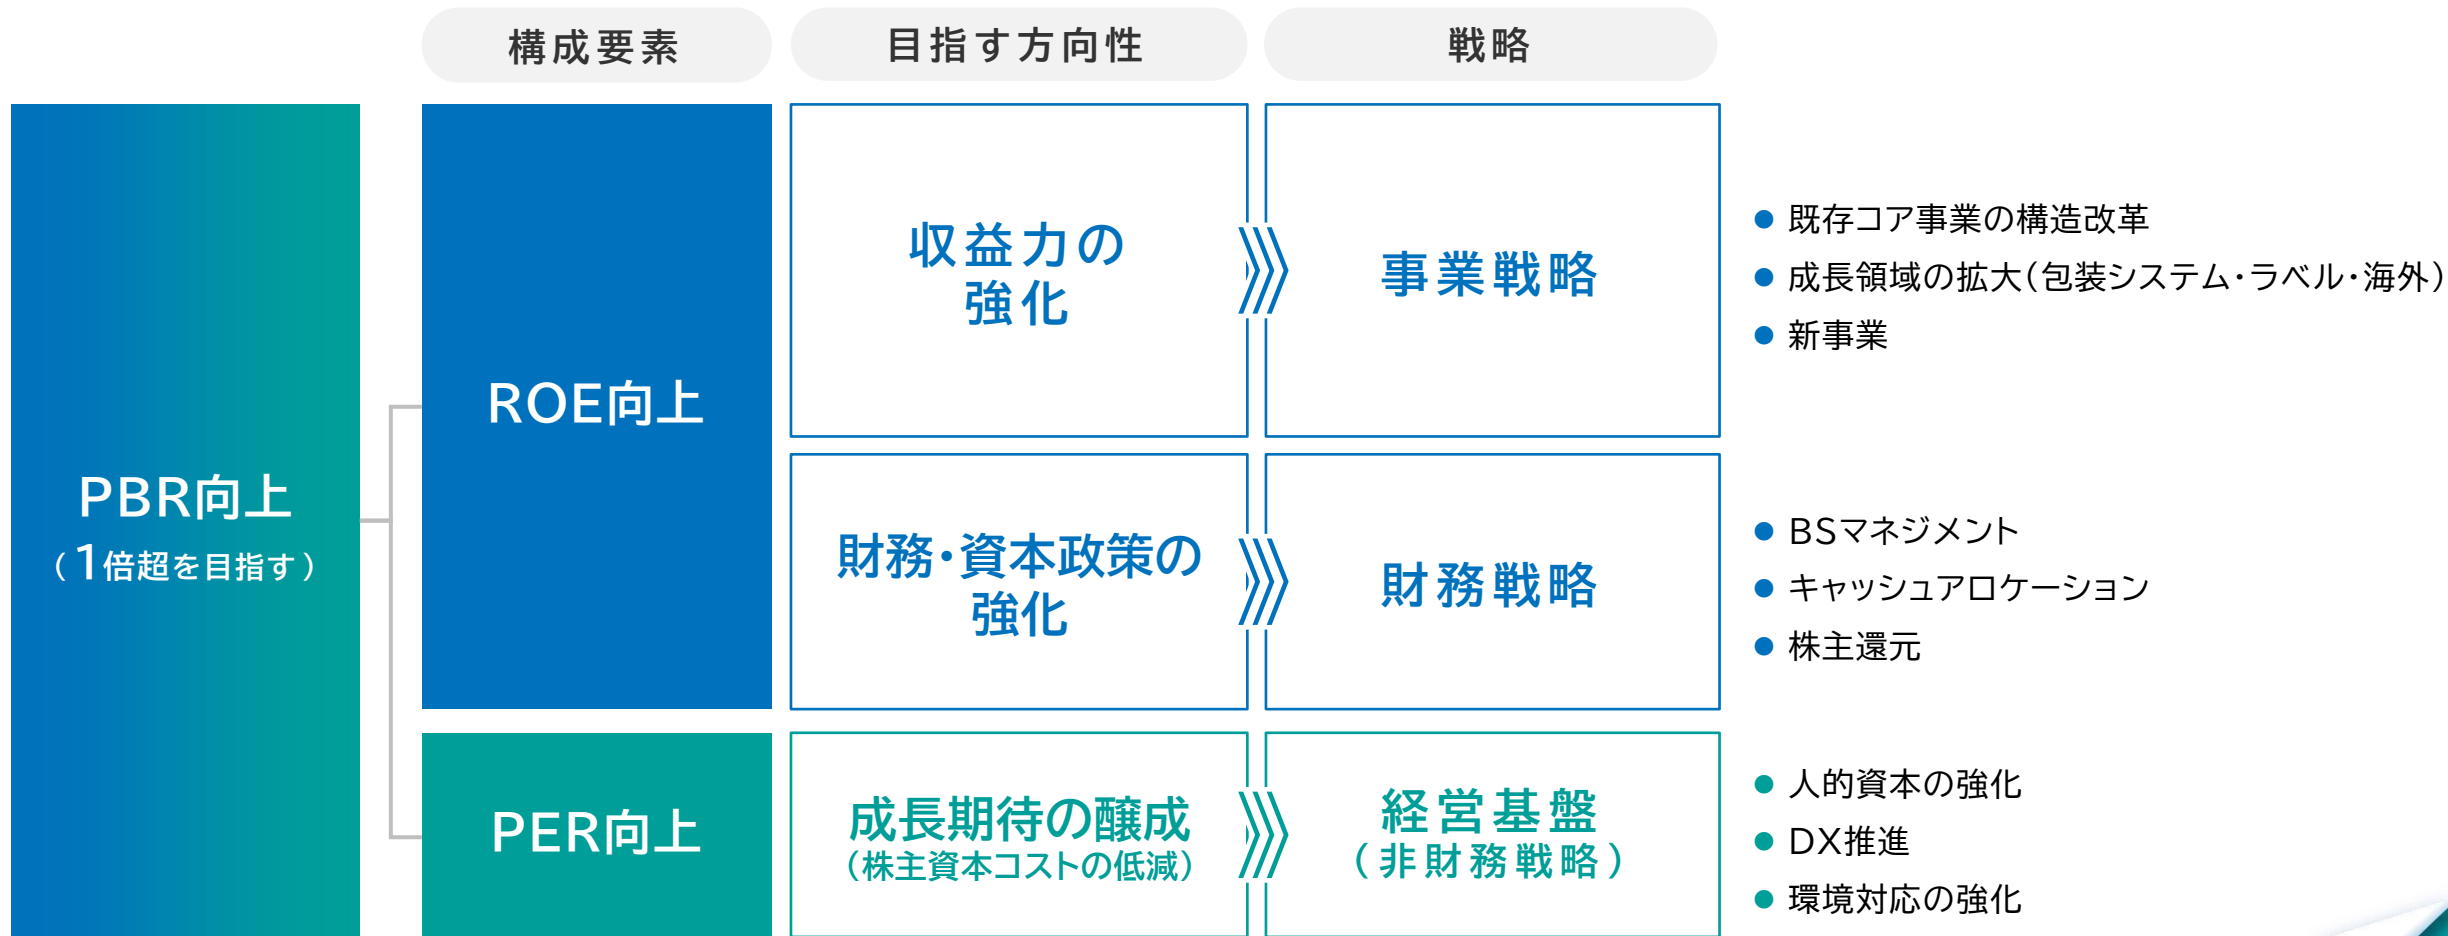 構成要素
目指す方向性
戦略
PBR向上
（1倍超を目指す）
ROE向上
収益力の
強化
事業戦略
● 既存コア事業の構造改革
● 成長領域の拡大（包装システム・ラベル・海外）
● 新事業
財務・資本政策の
強化
財務戦略
● BSマネジメント
● キャッシュアロケーション
● 株主還元
PER向上
成長期待の醸成
（株主資本コストの低減）
経営基盤
（非財務戦略）
● 人的資本の強化
● DX推進
● 環境対応の強化